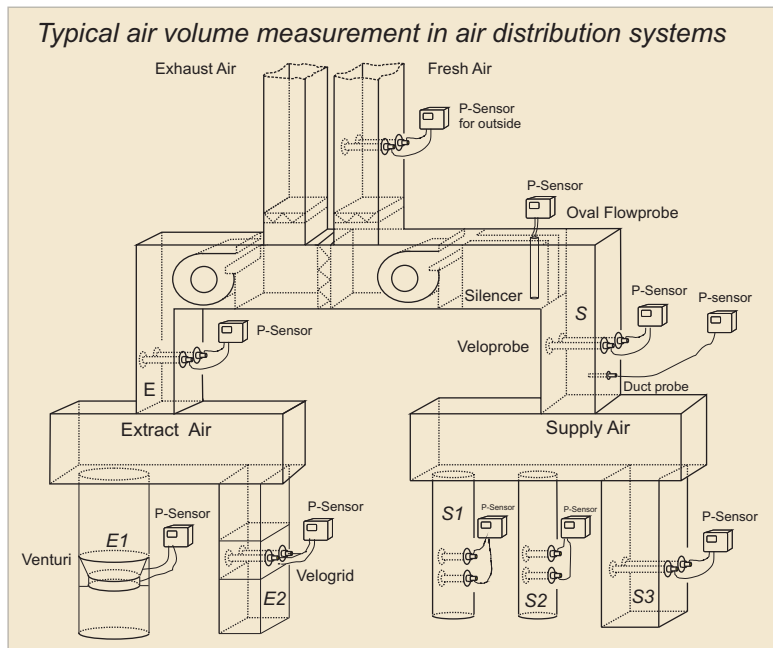 Typical air volume measurement in air distribution systems
Exhaust Air
Fresh Air
P-Sensor
for outside
P-Sensor
Oval Flowprobe
Silencer
S
P-Sensor
P-sensor
P-Sensor
Veloprobe
E
Duct probe
Extract Air
Supply Air
P-Sensor
E1
Venturi
P-Sensor
Velogrid
E2
S1
P-Sensor
P-Sensor
S2
P-Sensor
S3